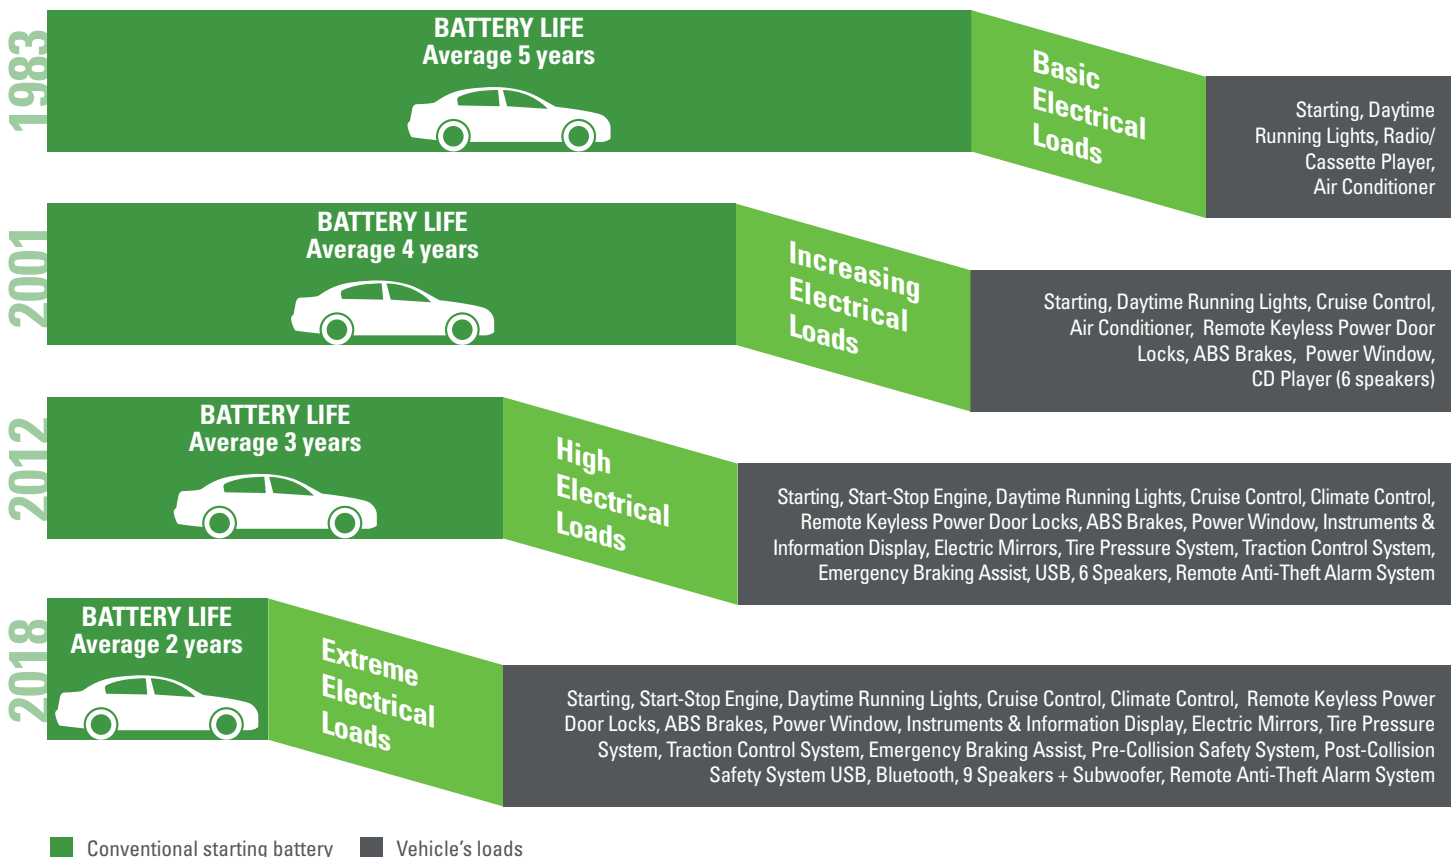 1983
BATTERY LIFE
Average 5 years
Basic
Electrical
Loads
Starting, Daytime
Running Lights, Radio/
Cassette Player,
Air Conditioner
2001
BATTERY LIFE
Average 4 years
Increasing
Electrical
Loads
Starting, Daytime Running Lights, Cruise Control,
Air Conditioner, Remote Keyless Power Door
Locks, ABS Brakes, Power Window,
CD Player (6 speakers)
2012
BATTERY LIFE
Average 3 years
High
Electrical
Loads
Starting, Start-Stop Engine, Daytime Running Lights, Cruise Control, Climate Control,
Remote Keyless Power Door Locks, ABS Brakes, Power Window, Instruments &
Information Display, Electric Mirrors, Tire Pressure System, Traction Control System,
Emergency Braking Assist, USB, 6 Speakers, Remote Anti-Theft Alarm System
2018
BATTERY LIFE
Average 2 years
Extreme
Electrical
Loads
Starting, Start-Stop Engine, Daytime Running Lights, Cruise Control, Climate Control, Remote Keyless Power
Door Locks, ABS Brakes, Power Window, Instruments & Information Display, Electric Mirrors, Tire Pressure
System, Traction Control System, Emergency Braking Assist, Pre-Collision Safety System, Post-Collision
Safety System USB, Bluetooth, 9 Speakers + Subwoofer, Remote Anti-Theft Alarm System
Conventional starting battery
Vehicle's loads